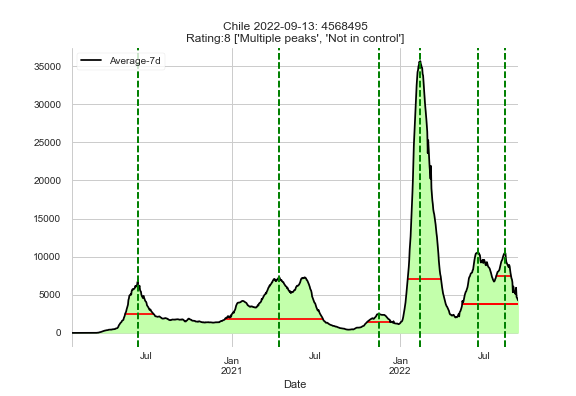 Chile 2022-09-13: 4568495
Rating:8 ['Multiple peaks', 'Not in control']
Average-7d
35000
30000
25000
20000
15000
10000
5000
0
Jul
Jan
2021
Jul
Jan
2022
Jul
Date